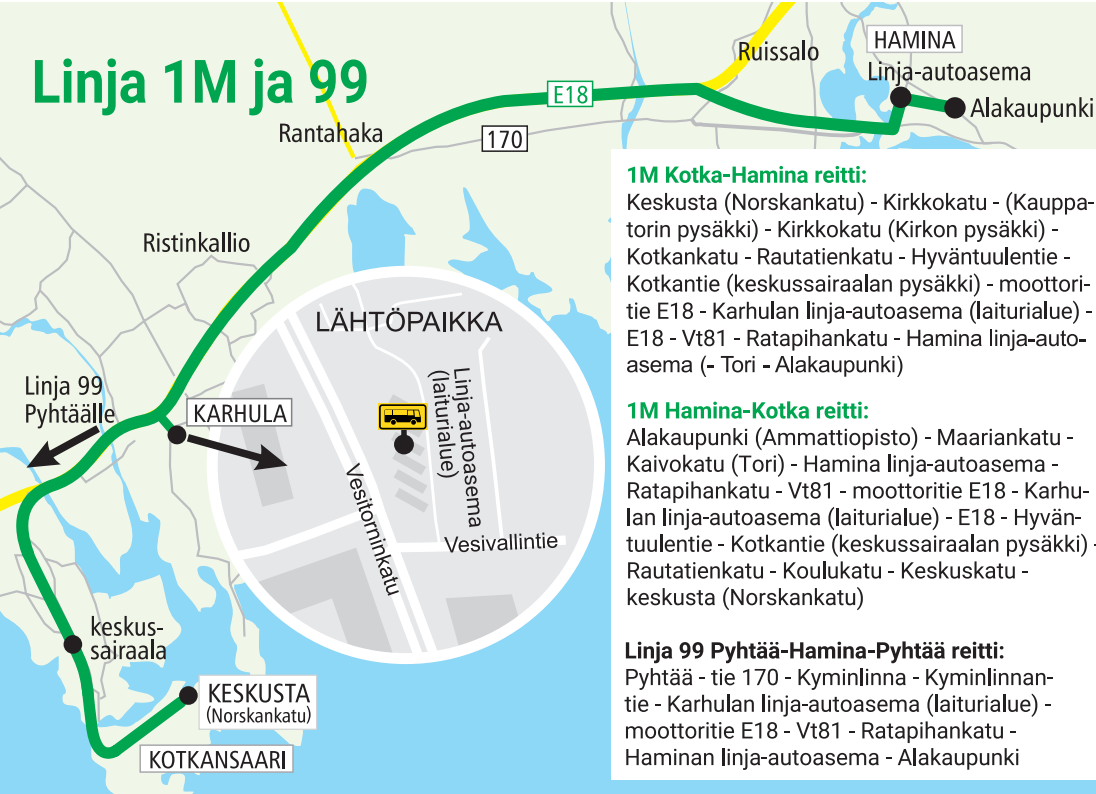 Linja 1M ja 99
Ruissalo
HAMINA
Linja-autoasema
Alakaupunki
E18
170
Rantahaka
Ristinkallio
LÄHTÖPAIKKA
Linja-autoasema
(laiturialue)
Vesitorninkatu
Vesivallintie
Linja 99
Pyhtäälle
KARHULA
keskus-
sairaala
KESKUSTA
(Norskankatu)
KOTKANSAARI
1M Kotka-Hamina reitti:
Keskusta (Norskankatu) - Kirkkokatu - (Kauppa-
torin pysäkki) - Kirkkokatu (Kirkon pysäkki) -
Kotkankatu - Rautatienkatu - Hyväntuulentie -
Kotkantie (keskussairaalan pysäkki) - moottori-
tie E18 - Karhulan linja-autoasema (laiturialue) -
E18 - Vt81 - Ratapihankatu - Hamina linja-auto-
asema (- Tori - Alakaupunki)
1M Hamina-Kotka reitti:
Alakaupunki (Ammattiopisto) - Maariankatu -
Kaivokatu (Tori) - Hamina linja-autoasema -
Ratapihankatu - Vt81 - moottoritie E18 - Karhu-
lan linja-autoasema (laiturialue) - E18 - Hyvän-
tuulentie - Kotkantie (keskussairaalan pysäkki) -
Rautatienkatu - Koulukatu - Keskuskatu -
keskusta (Norskankatu)
Linja 99 Pyhtää-Hamina-Pyhtää reitti:
Pyhtää - tie 170 - Kyminlinna - Kyminlinnan-
tie - Karhulan linja-autoasema (laiturialue) -
moottoritie E18 - Vt81 - Ratapihankatu -
Haminan linja-autoasema - Alakaupunki